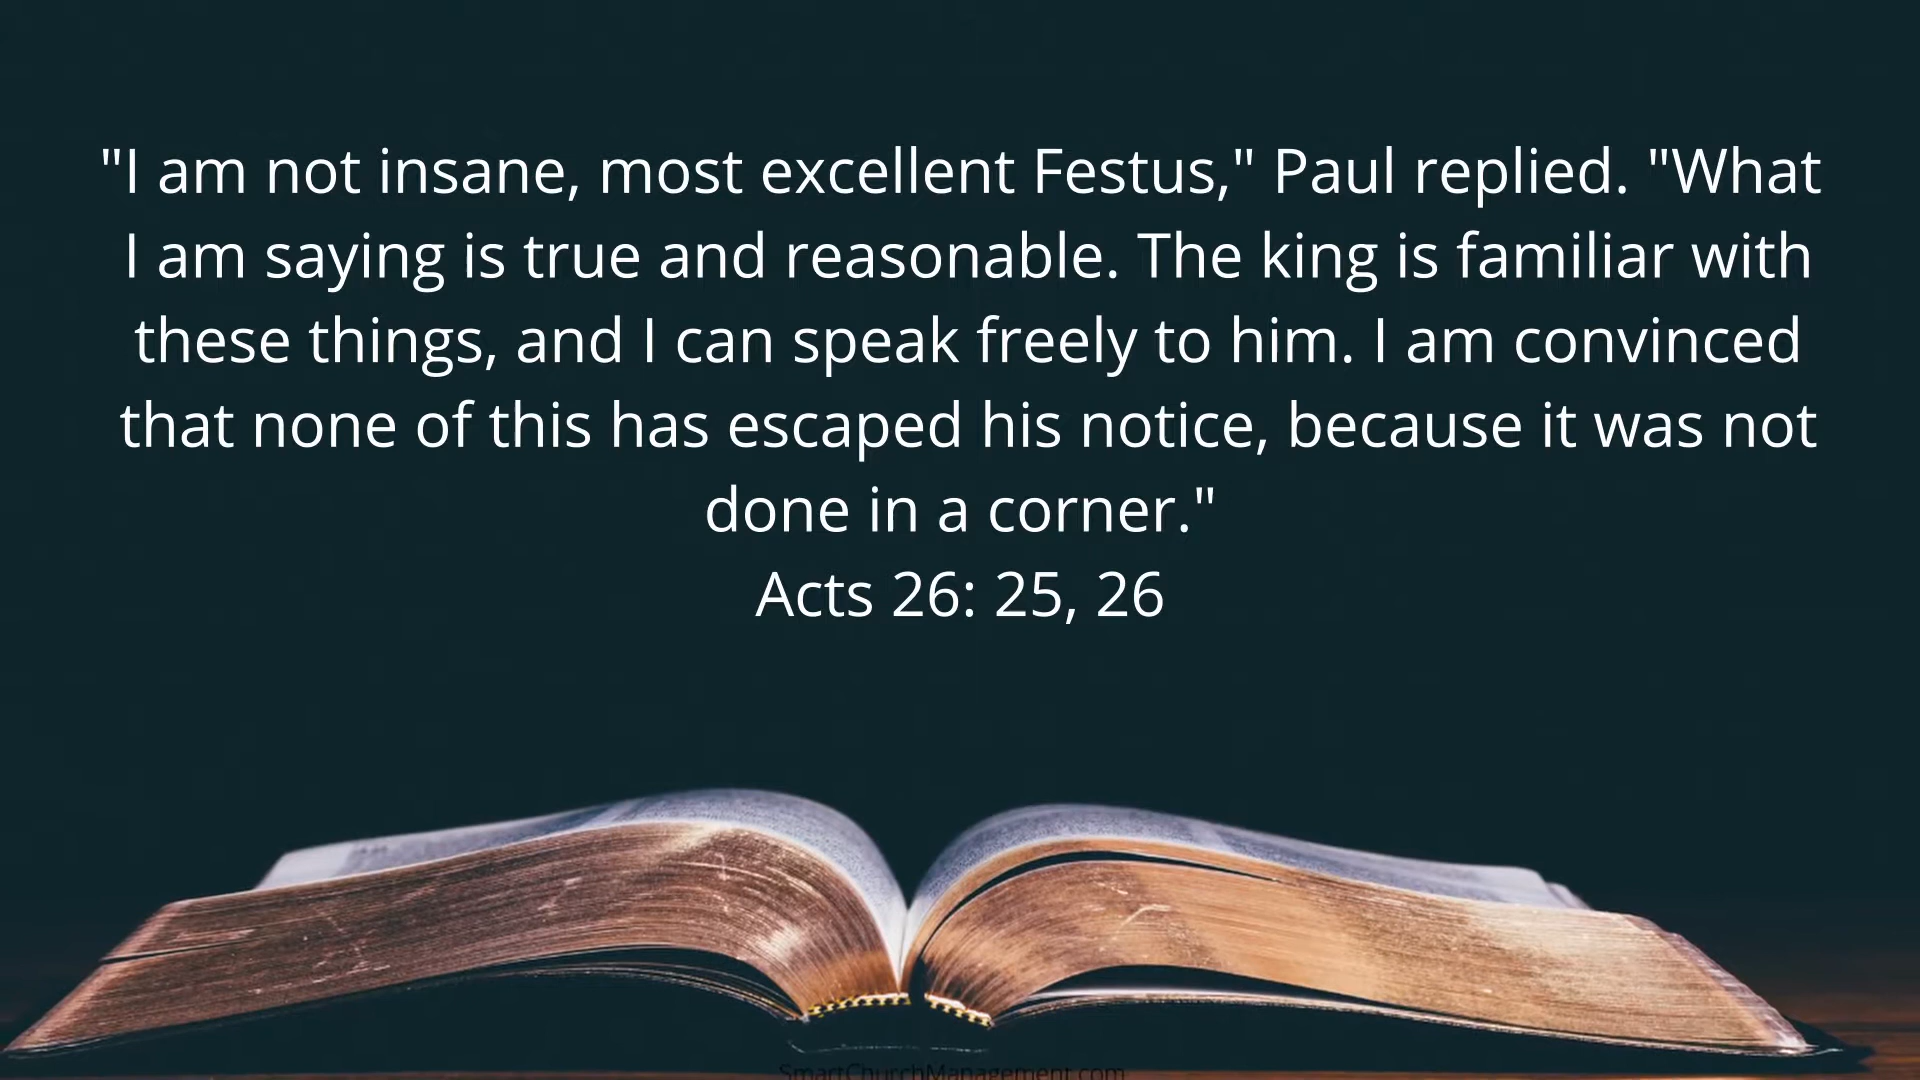 "I am not insane, most excellent Festus," Paul replied. "What
I am saying is true and reasonable. The king is familiar with
these things, and I can speak freely to him. I am convinced
that none of this has escaped his notice, because it was not
done in a corner."
Acts 26: 25, 26
SmartChurchManagement.com